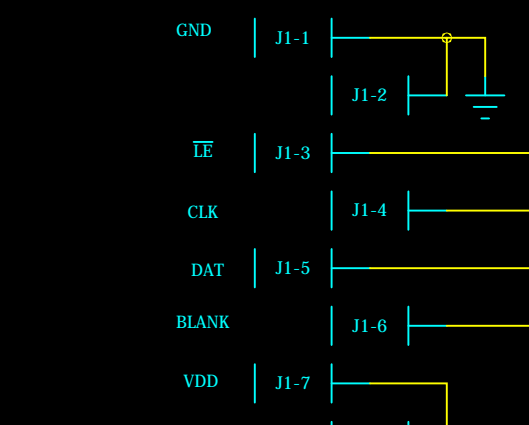 GND J1-1
J1-2
L̅E̅ J1-3
CLK J1-4
DAT J1-5
BLANK J1-6
VDD J1-7